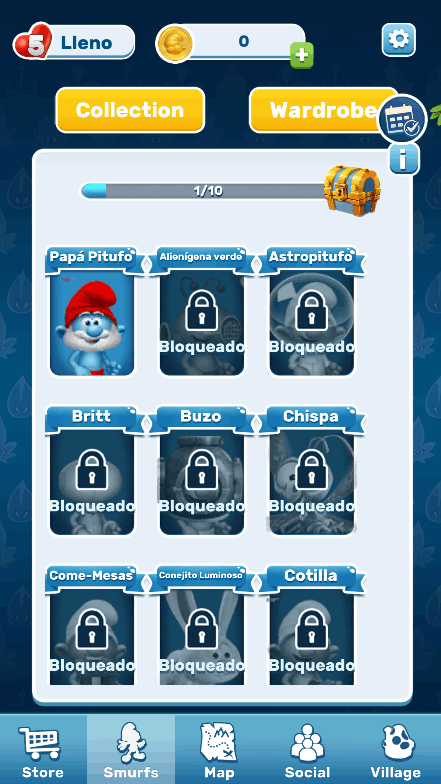 5 Lleno
0
Collection
Wardrobe
i
1/10
Papá Pitufo
Alienígena verde
Astropitufo
Bloqueado
Bloqueado
Britt
Buzo
Chispa
Bloqueado
Bloqueado
Bloqueado
Come-Mesas
Conejito Luminoso
Cotilla
Bloqueado
Bloqueado
Bloqueado
Store
Smurfs
Map
Social
Village